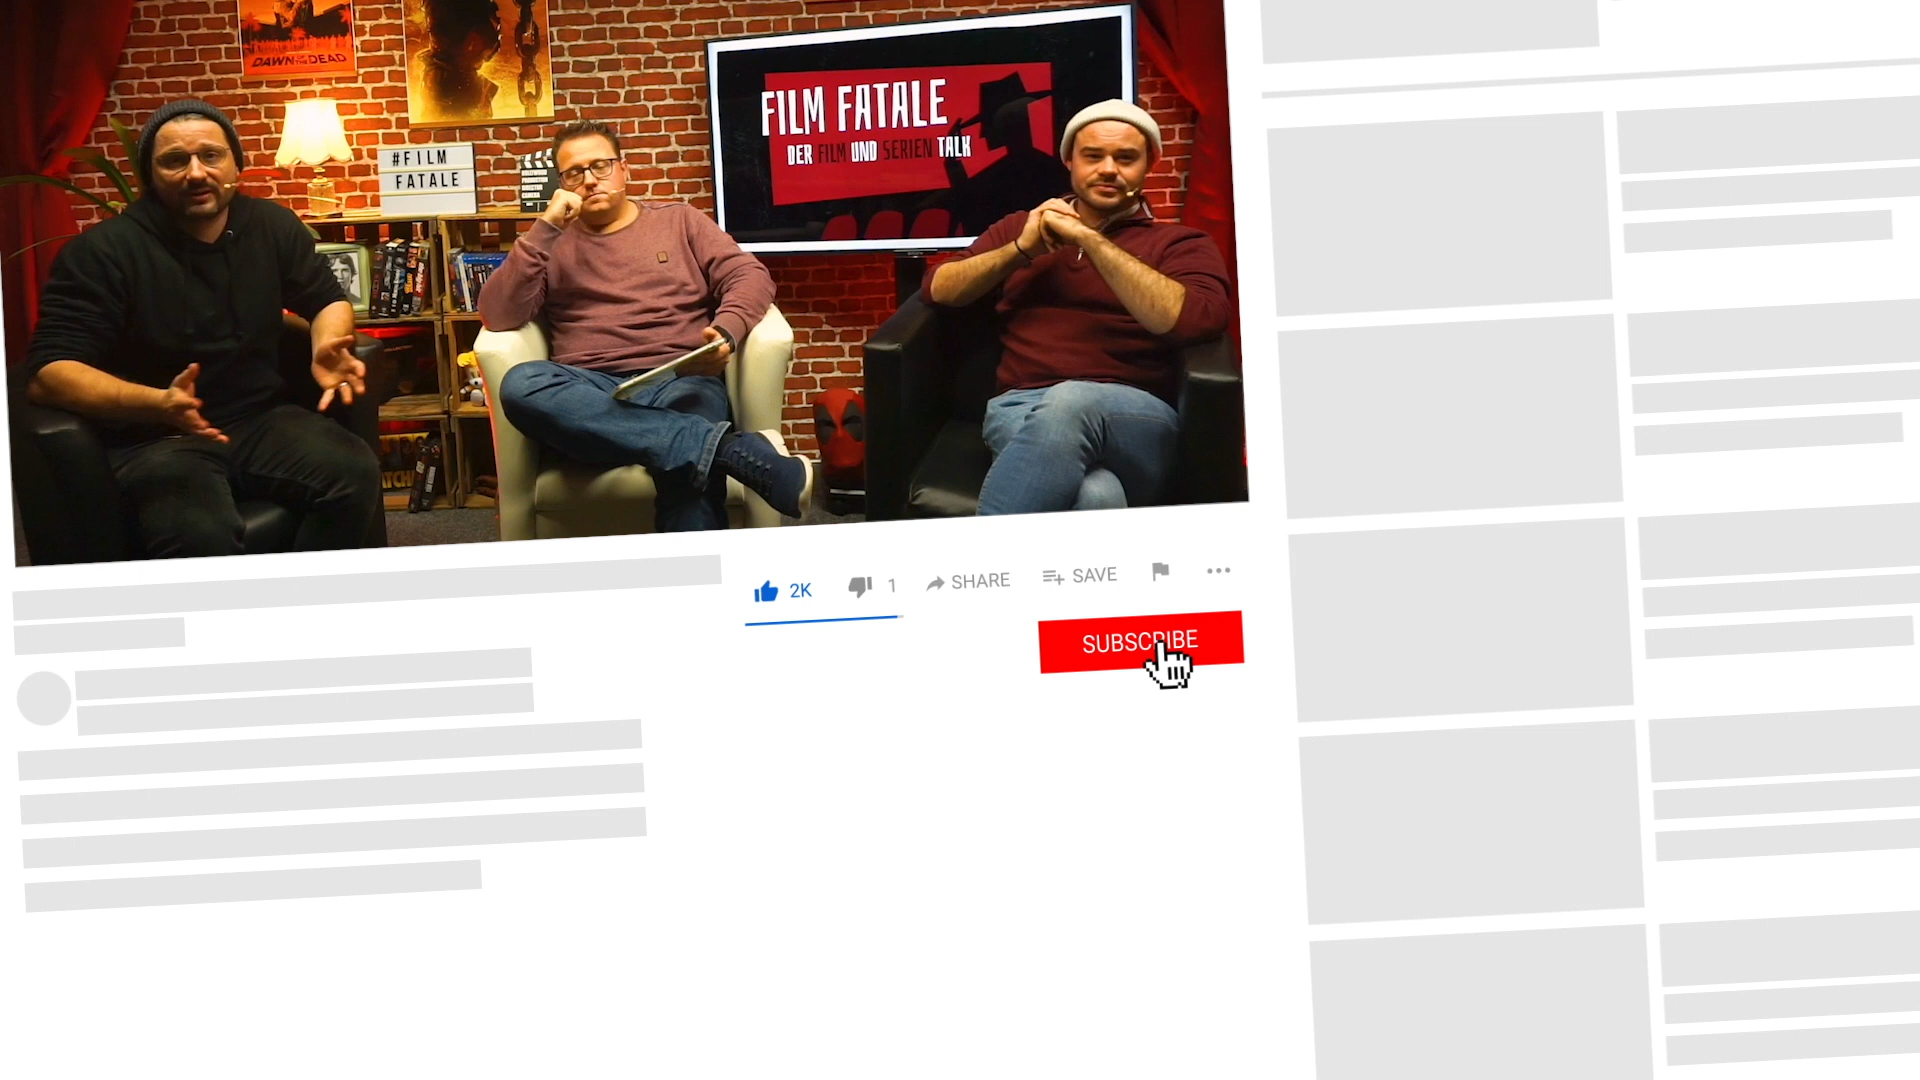 DAWN OF THE DEAD
#FILM
FATALE
FILM FATALE
DER FILM UND SERIEN TALK
2K
1
SHARE
SAVE
SUBSCRIBE